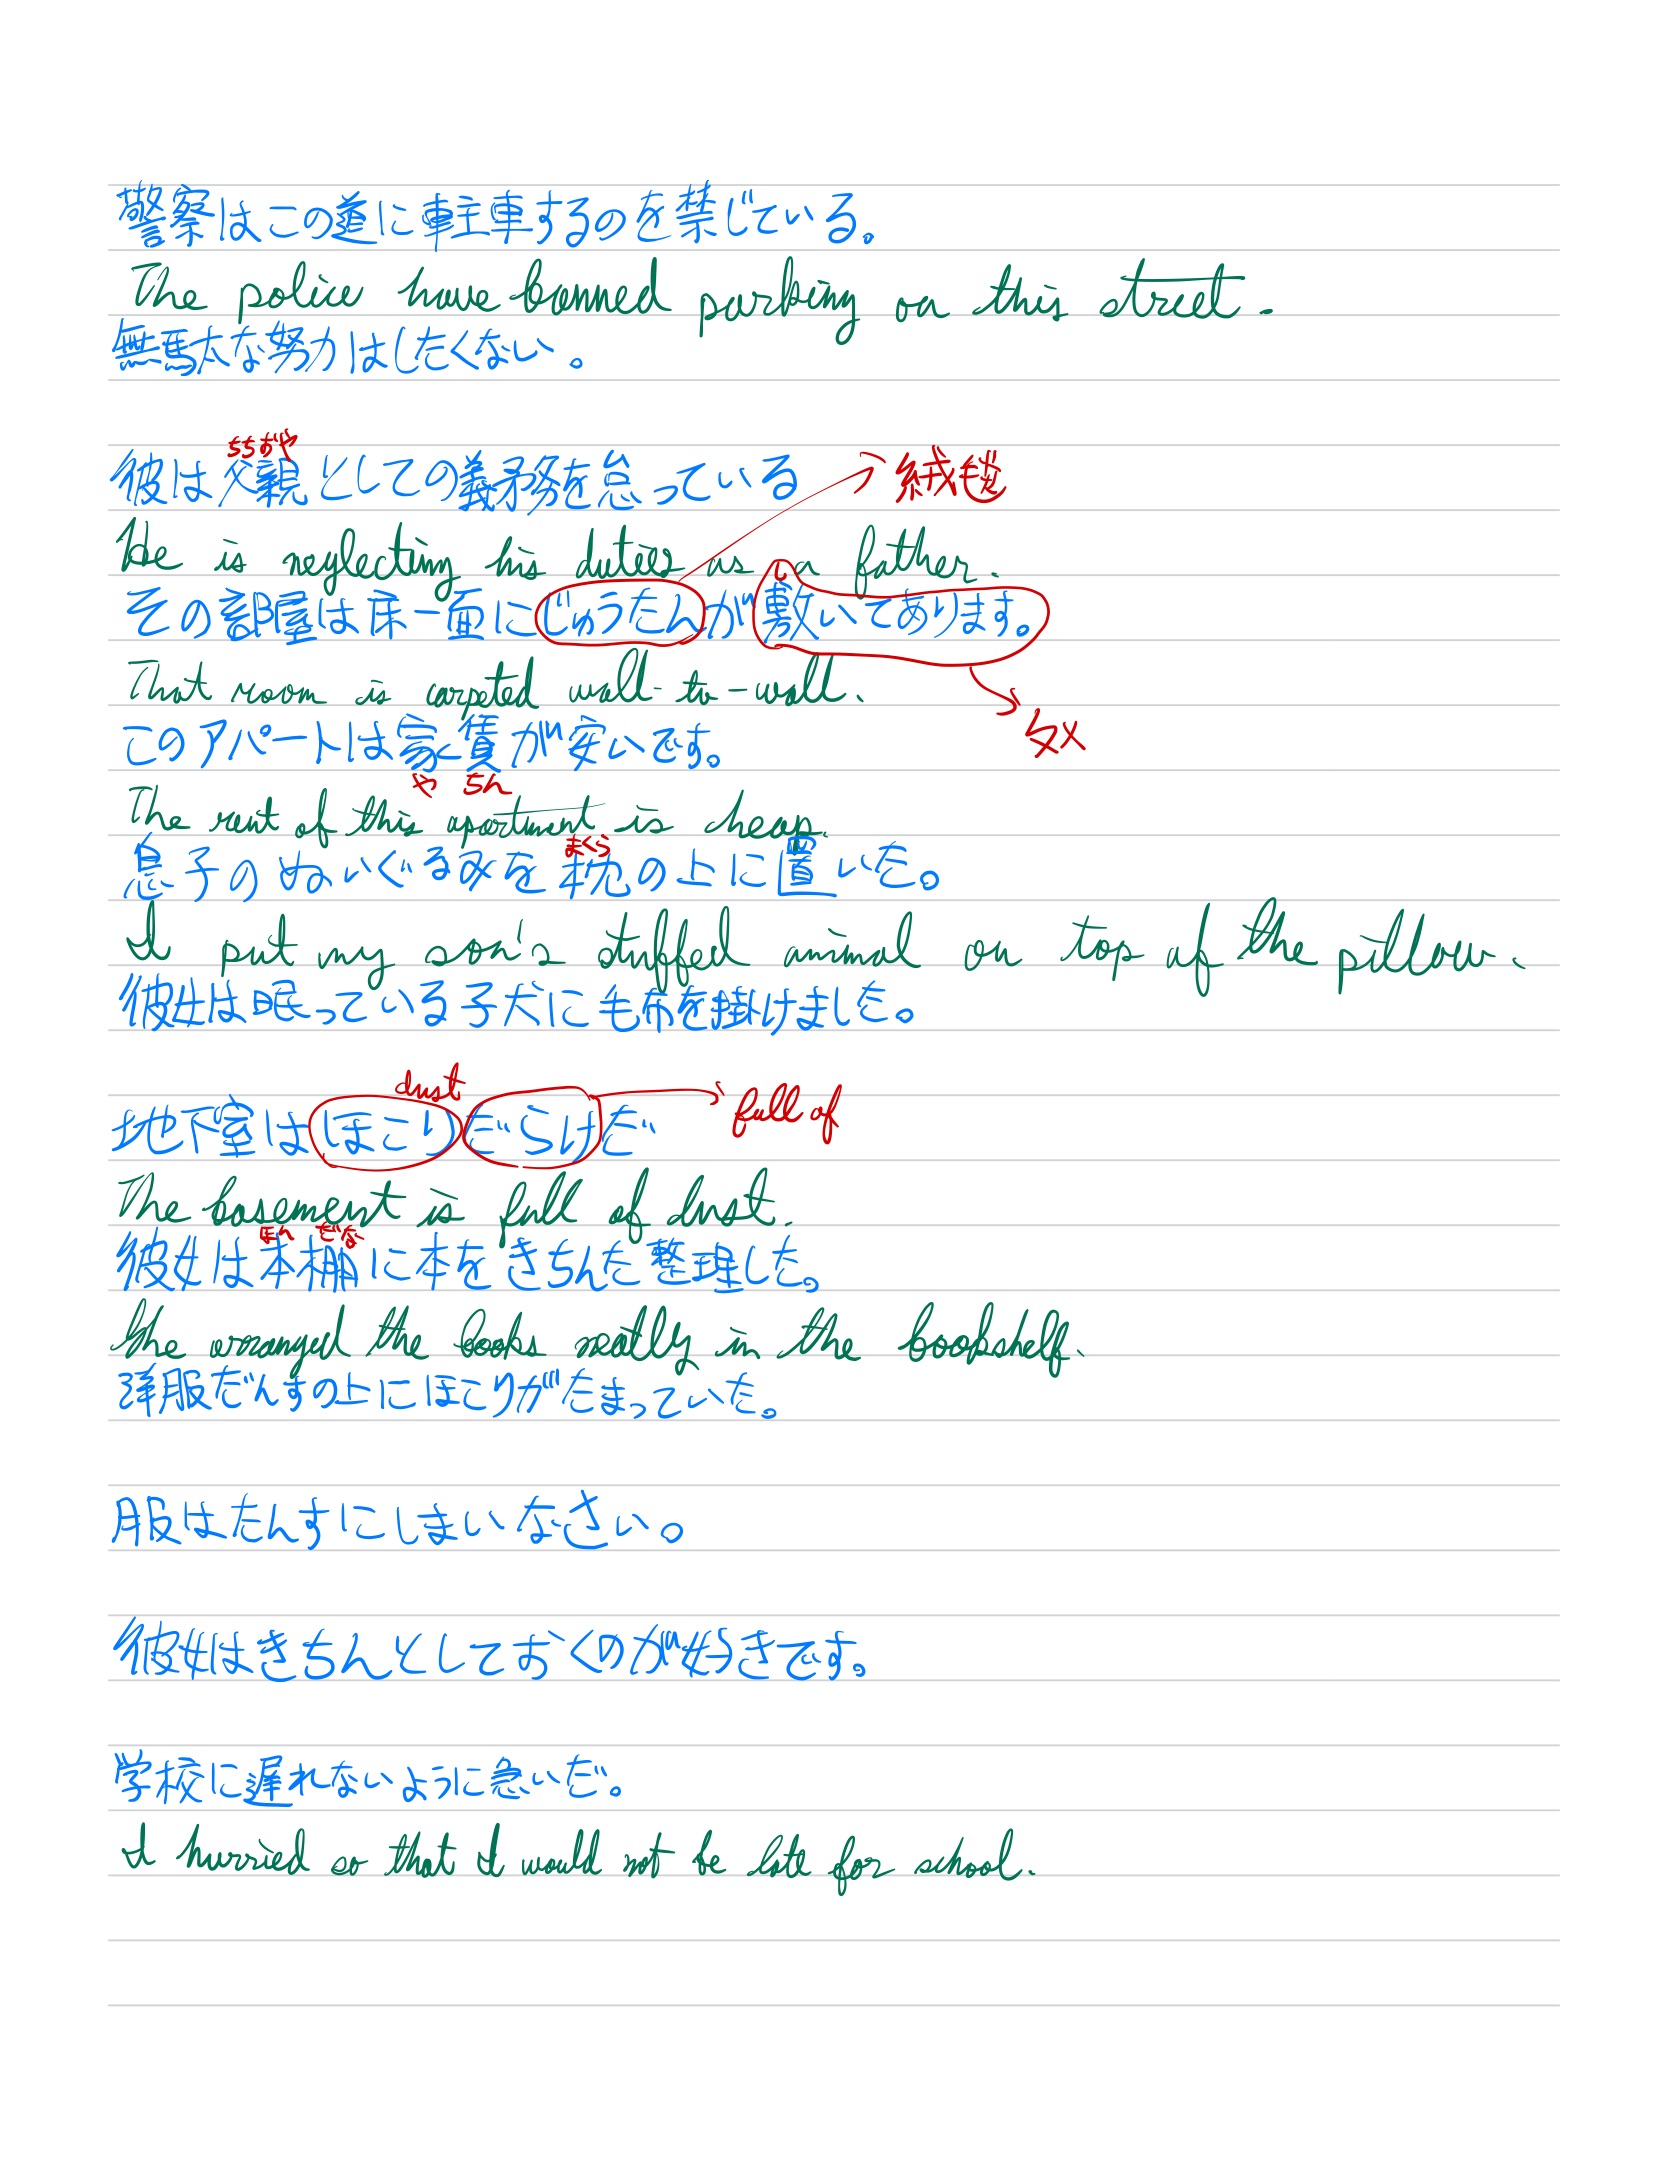 警察はこの道に駐車するのを禁じている。
The police have banned parking on this street.
無駄な努力はしたくない。
ちちおや
彼は父親としての義務を怠っている
絨毯
He is neglecting his duties as a father.
し
その部屋は床一面にじゅうたんが敷いてあります。
That room is carpeted wall-to-wall.
このアパートは家賃が安いです。
や ちん
The rent of this apartment is cheap.
まくら
息子のぬいぐるみを枕の上に置いた。
I put my son's stuffed animal on top of the pillow.
彼女は眠っている子犬に毛布を掛けました。
dust
full of
地下室はほこりだらけだ
The basement is full of dust.
ほん だな
彼女は本棚に本をきちんた整理した。
She arranged the books neatly in the bookshelf.
洋服だんすの上にほこりがたまっていた。
服はたんすにしまいなさい。
彼女はきちんとしておくのが好きです。
学校に遅れないように急いだ。
I hurried so that I would not be late for school.